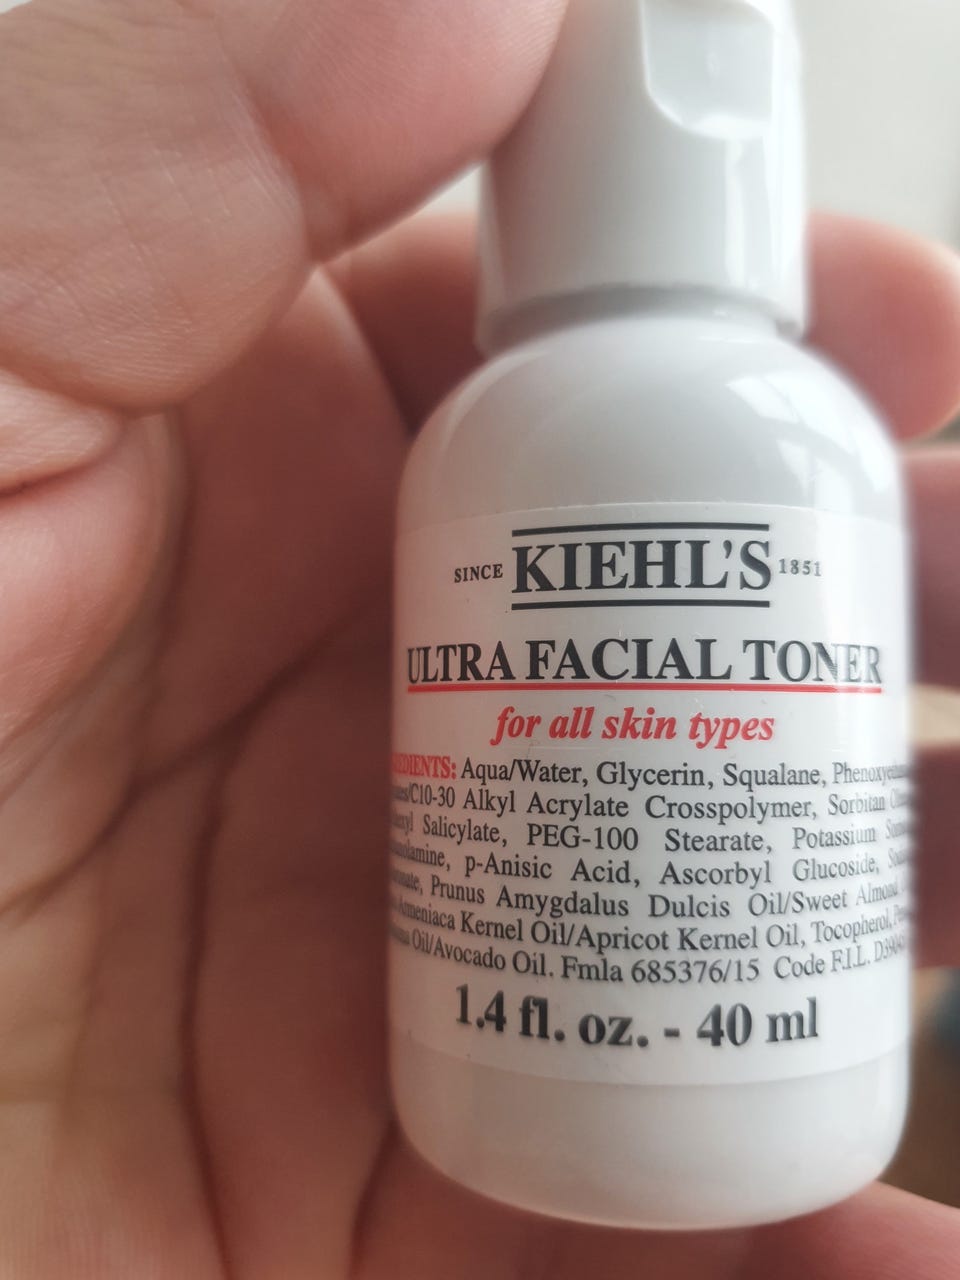 SINCE KIEHL'S 1851
ULTRA FACIAL TONER
for all skin types
Aqua/Water, Glycerin, Squalane,
C10-30 Alkyl Acrylate Crosspolymer, Sorbitan
Salicylate, PEG-100 Stearate, Potassium
p-Anisic Acid, Ascorbyl Glucoside,
Prunus Amygdalus Dulcis Oil/Sweet Almond
Kernel Oil/Apricot Kernel Oil, Tocopherol,
Oil/Avocado Oil. Fmla 685376/15 Code F.I.L.
1.4 fl. oz. - 40 ml